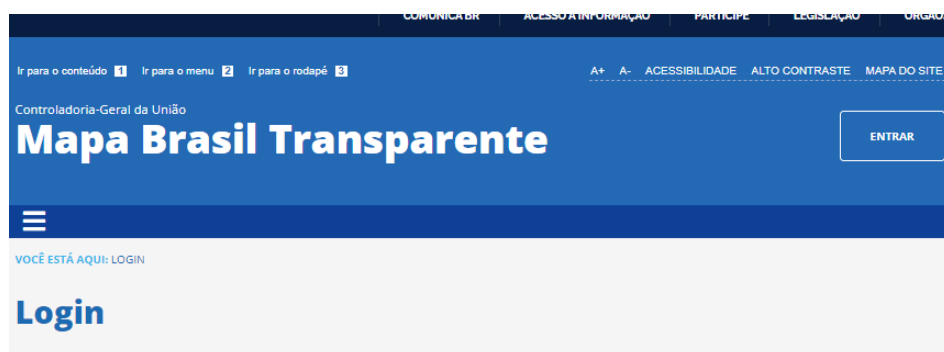 COMUNICA BR ACESSO À INFORMAÇÃO PARTICIPE LEGISLAÇÃO
Ir para o conteúdo 1 Ir para o menu 2 Ir para o rodapé 3 A+ A- ACESSIBILIDADE ALTO CONTRASTE MAPA DO SITE
Controladoria-Geral da União
Mapa Brasil Transparente
ENTRAR
VOCÊ ESTÁ AQUI: LOGIN
Login